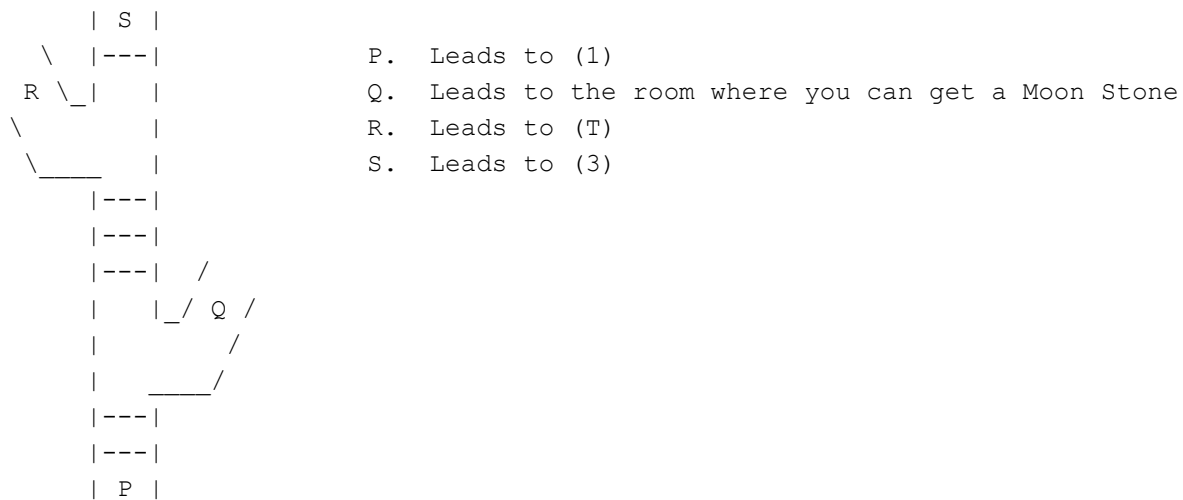 | S |
  \  |---|             P.  Leads to (1)
 R \_|   |             Q.  Leads to the room where you can get a Moon Stone
\        |             R.  Leads to (T)
 \____   |             S.  Leads to (3)
     |---|
     |---|
     |---|  /
     |   |_/ Q /
     |        /
     |   ____/
     |---|
     |---|
     | P |